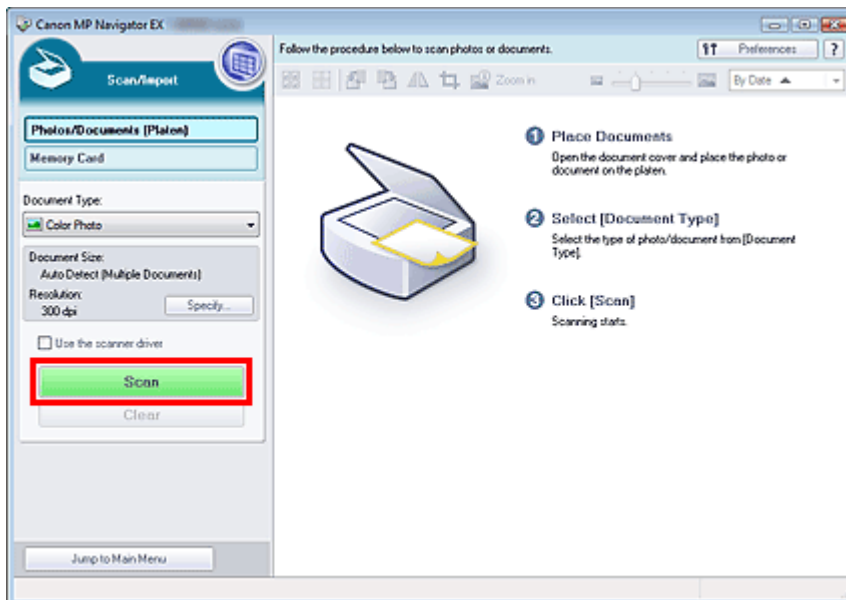 Canon MP Navigator EX
Scan/Import
Follow the procedure below to scan photos or documents.
Preferences
?
Zoom in
By Date
Photos/Documents (Platen)
Memory Card
Document Type:
Color Photo
Document Size:
Auto Detect (Multiple Documents)
Resolution:
300 dpi
Specify...
Use the scanner driver
Scan
Clear
Jump to Main Menu
1 Place Documents
Open the document cover and place the photo or
document on the platen.
2 Select [Document Type]
Select the type of photo/document from [Document
Type].
3 Click [Scan]
Scanning starts.